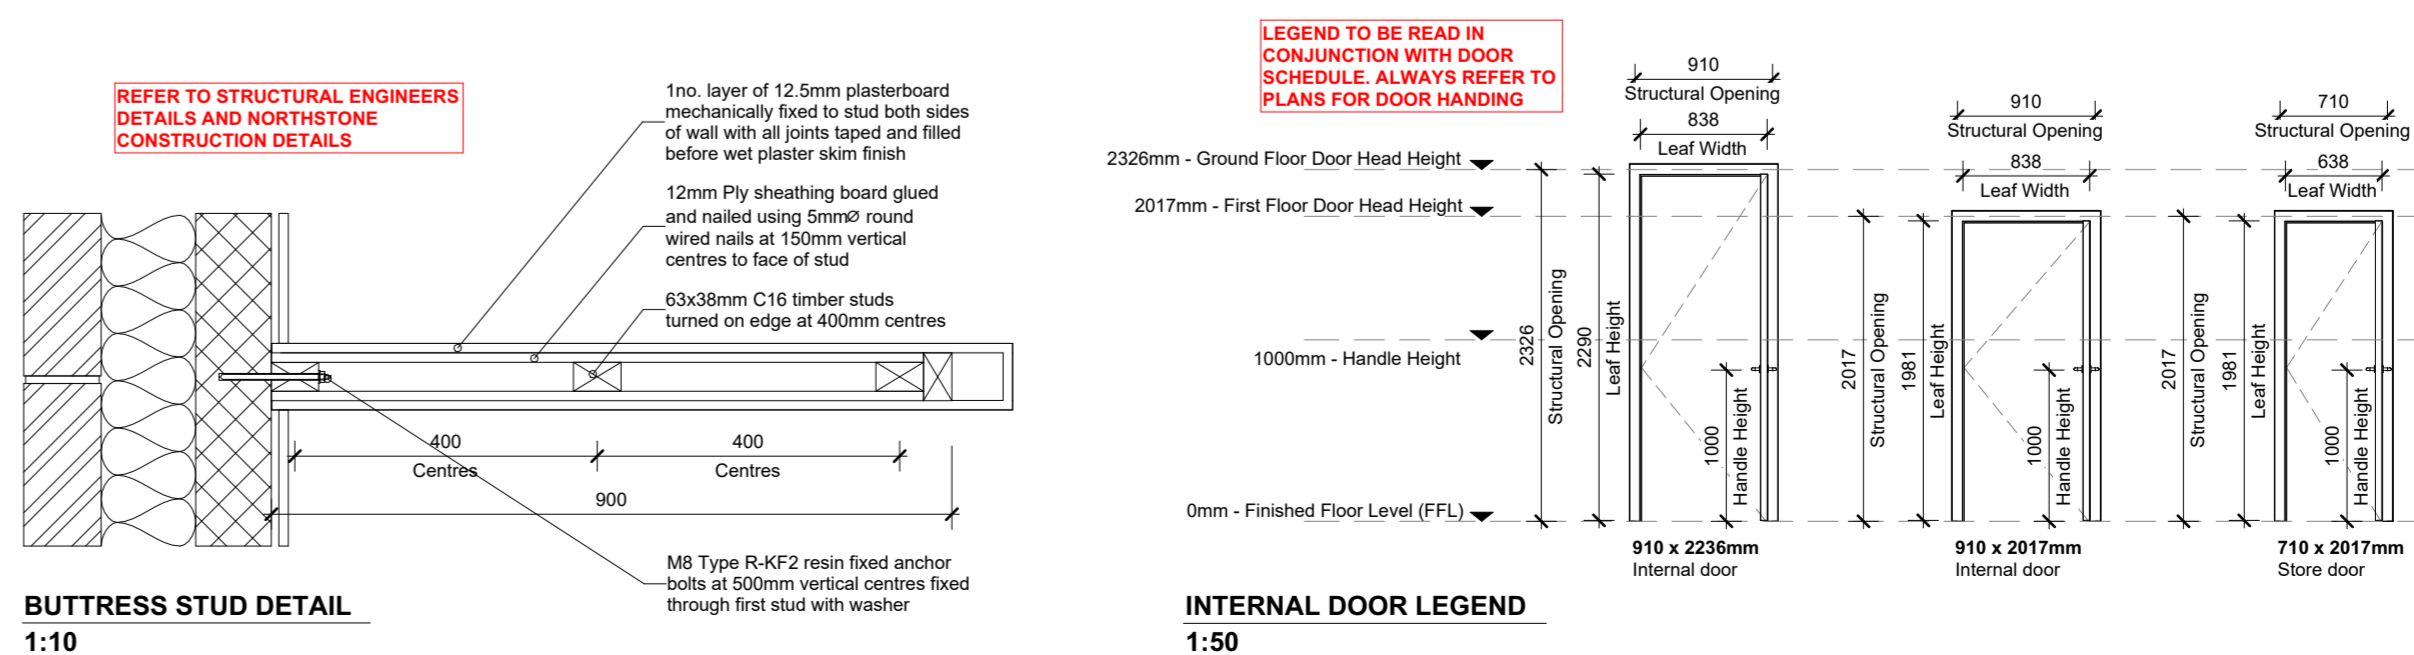 REFER TO STRUCTURAL ENGINEERS
DETAILS AND NORTHSTONE
CONSTRUCTION DETAILS
1no. layer of 12.5mm plasterboard
mechanically fixed to stud both sides
of wall with all joints taped and filled
before wet plaster skim finish
12mm Ply sheathing board glued
and nailed using 5mmØ round
wired nails at 150mm vertical
centres to face of stud
63x38mm C16 timber studs
turned on edge at 400mm centres
400
Centres
400
Centres
900
M8 Type R-KF2 resin fixed anchor
bolts at 500mm vertical centres fixed
through first stud with washer
BUTTRESS STUD DETAIL
1:10
LEGEND TO BE READ IN
CONJUNCTION WITH DOOR
SCHEDULE. ALWAYS REFER TO
PLANS FOR DOOR HANDING
2326mm - Ground Floor Door Head Height
2017mm - First Floor Door Head Height
1000mm - Handle Height
0mm - Finished Floor Level (FFL)
910
Structural Opening
838
Leaf Width
2326
Structural Opening
2290
Leaf Height
1000
Handle Height
910 x 2236mm
Internal door
910
Structural Opening
838
Leaf Width
2017
Structural Opening
1981
Leaf Height
1000
Handle Height
910 x 2017mm
Internal door
710
Structural Opening
638
Leaf Width
2017
Structural Opening
1981
Leaf Height
1000
Handle Height
710 x 2017mm
Store door
INTERNAL DOOR LEGEND
1:50